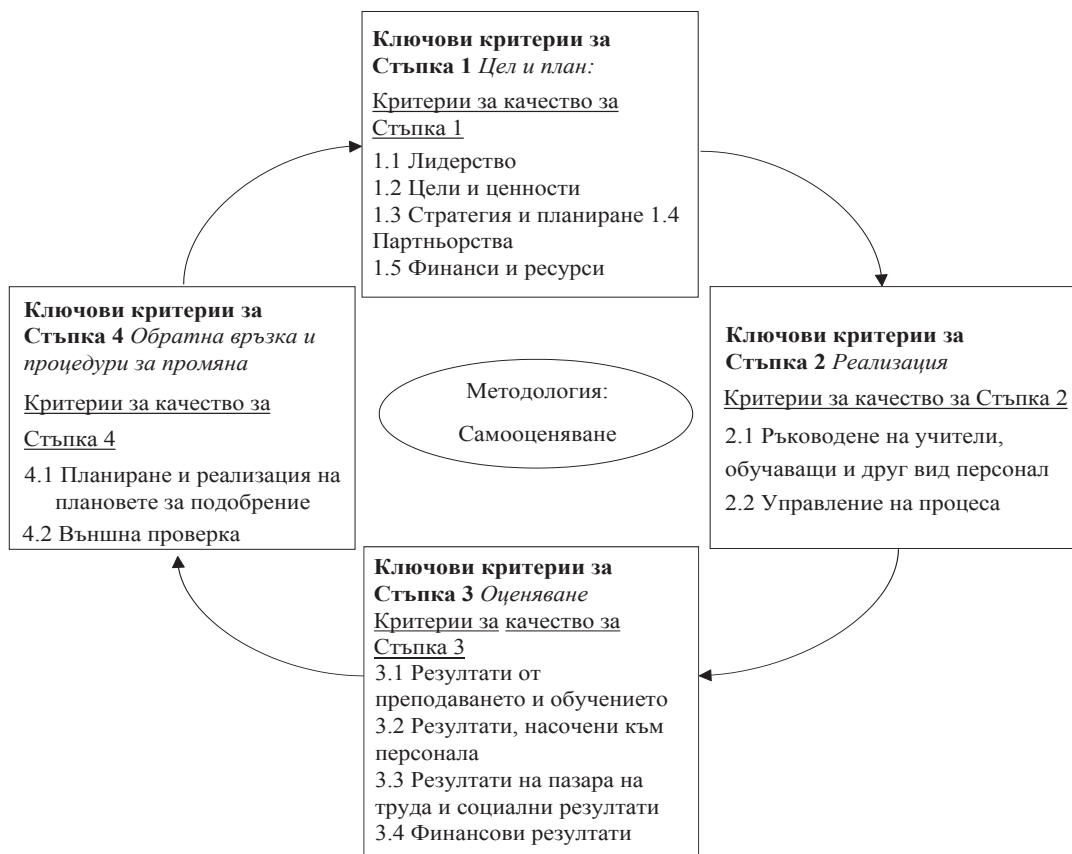 Ключови критерии за
Стъпка 1 Цел и план:
Критерии за качество за
Стъпка 1
1.1 Лидерство
1.2 Цели и ценности
1.3 Стратегия и планиране 1.4
Партньорства
1.5 Финанси и ресурси
Ключови критерии за
Стъпка 2 Реализация
Критерии за качество за Стъпка 2
2.1 Ръководене на учители,
обучаващи и друг вид персонал
2.2 Управление на процеса
Ключови критерии за
Стъпка 3 Оценяване
Критерии за качество за
Стъпка 3
3.1 Резултати от
преподаването и обучението
3.2 Резултати, насочени към
персонала
3.3 Резултати на пазара на
труда и социални резултати
3.4 Финансови резултати
Ключови критерии за
Стъпка 4 Обратна връзка и
процедури за промяна
Критерии за качество за
Стъпка 4
4.1 Планиране и реализация на
плановете за подобрение
4.2 Външна проверка
Методология:
Самооценяване